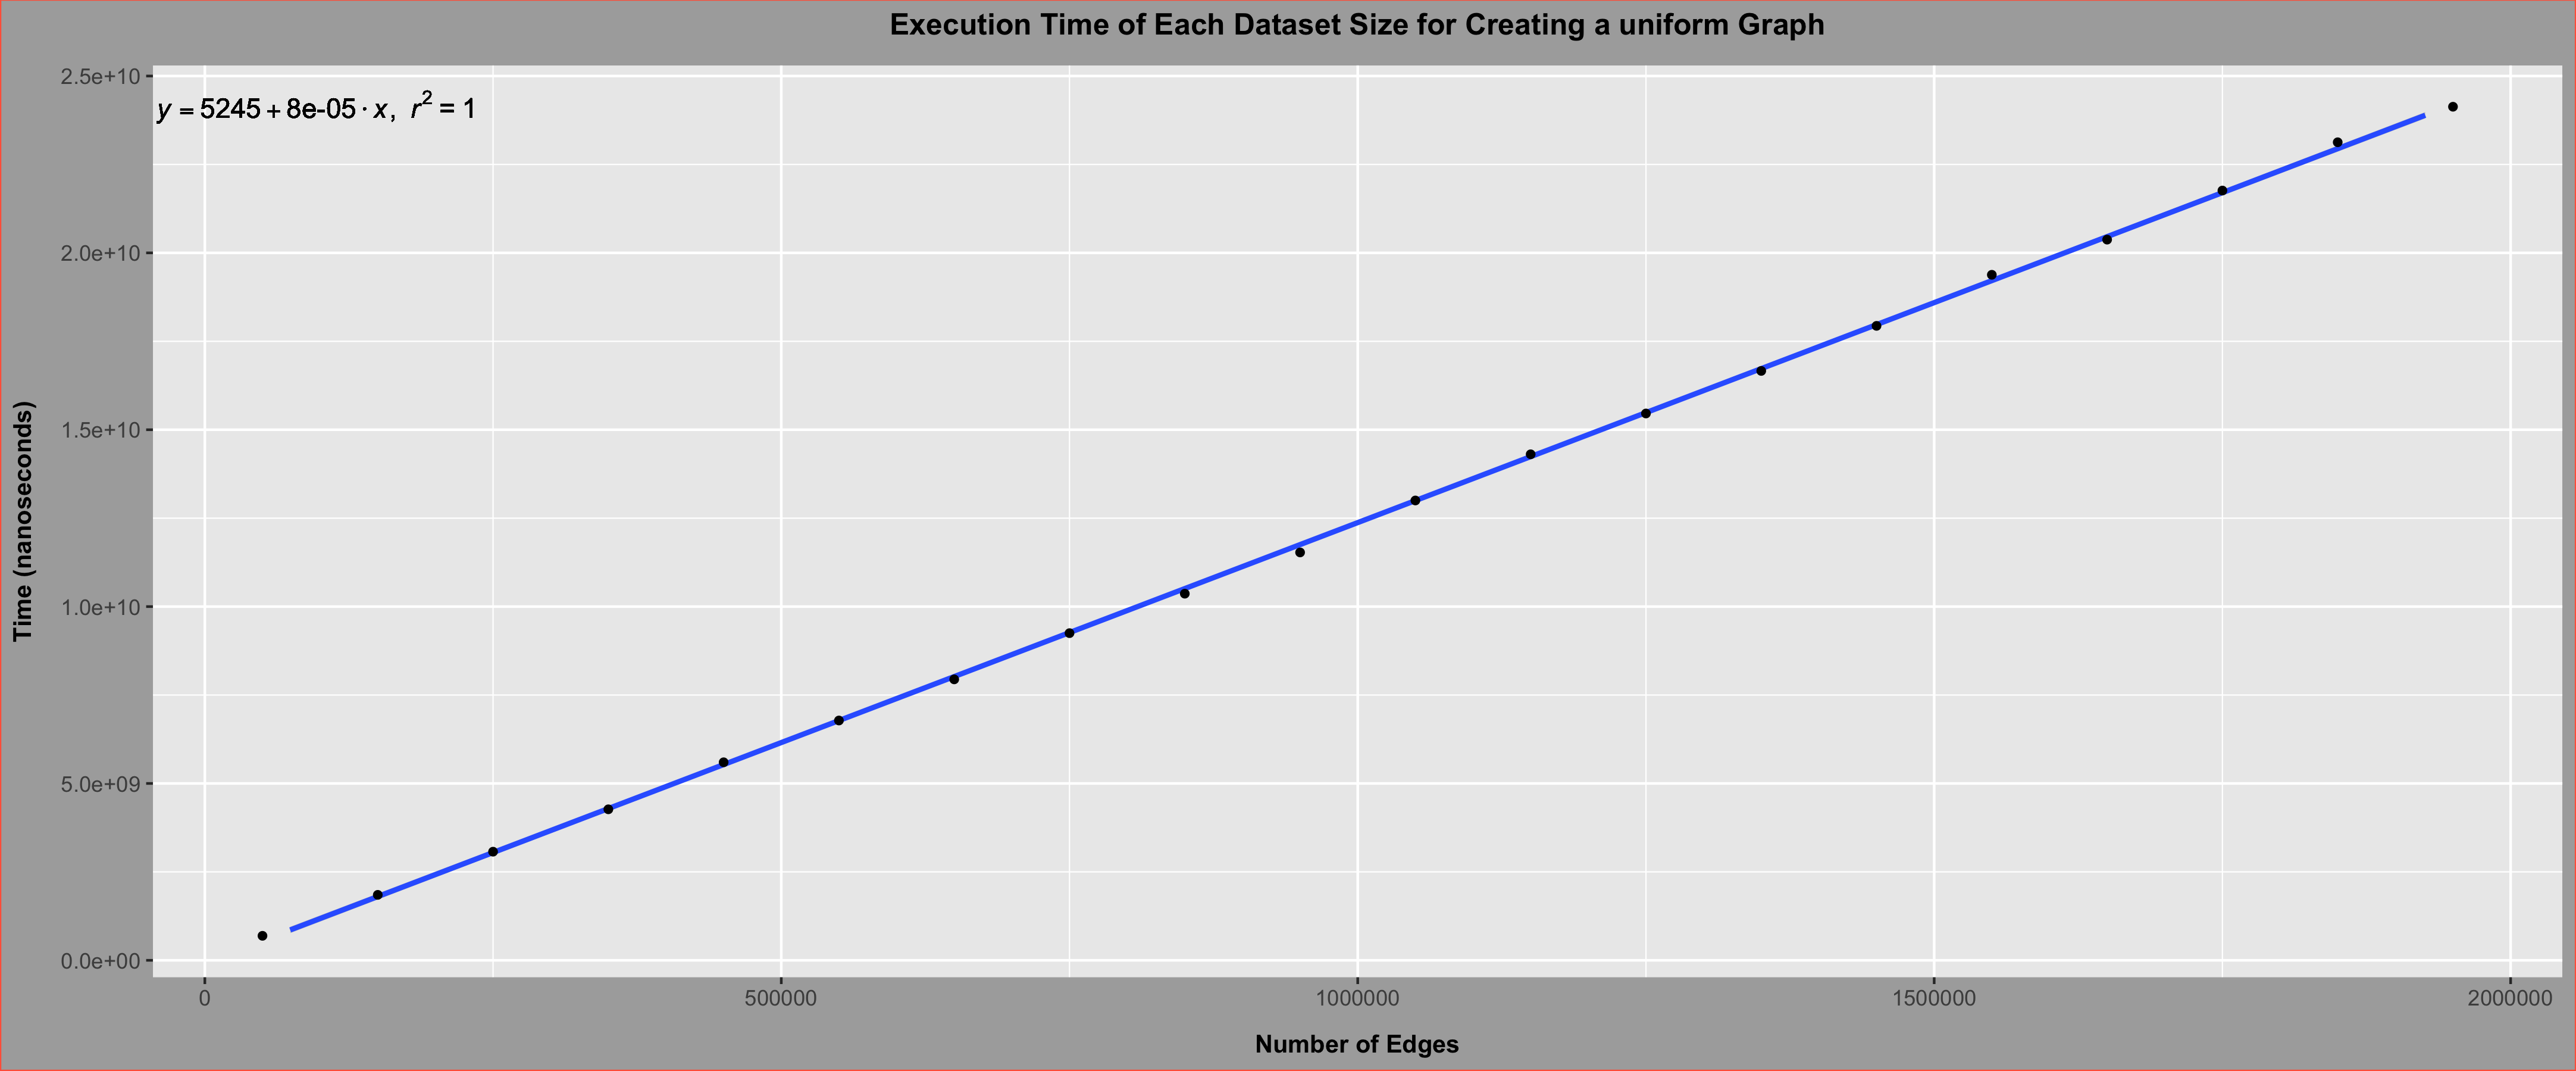 Execution Time of Each Dataset Size for Creating a uniform Graph
2.5e+10
y = 5245 + 8e-05 · x, r² = 1
2.0e+10
1.5e+10
Time (nanoseconds)
1.0e+10
5.0e+09
0.0e+00
0 500000 1000000 1500000 2000000
Number of Edges